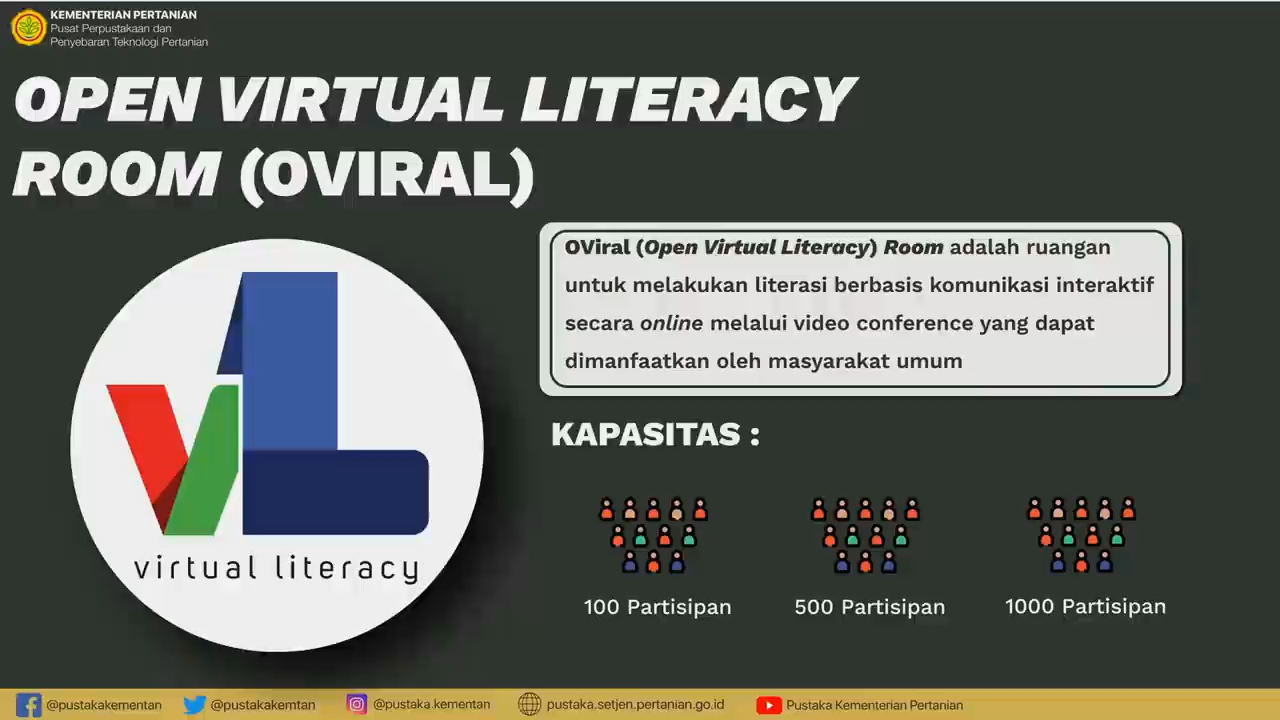 KEMENTERIAN PERTANIAN
Pusat Perpustakaan dan
Penyebaran Teknologi Pertanian
OPEN VIRTUAL LITERACY
ROOM (OVIRAL)
OViral (Open Virtual Literacy) Room adalah ruangan
untuk melakukan literasi berbasis komunikasi interaktif
secara online melalui video conference yang dapat
dimanfaatkan oleh masyarakat umum
VL
virtual literacy
KAPASITAS :
100 Partisipan
500 Partisipan
1000 Partisipan
@pustakakementan
@pustakakemtan
@pustaka.kementan
pustaka.setjen.pertanian.go.id
Pustaka Kementerian Pertanian